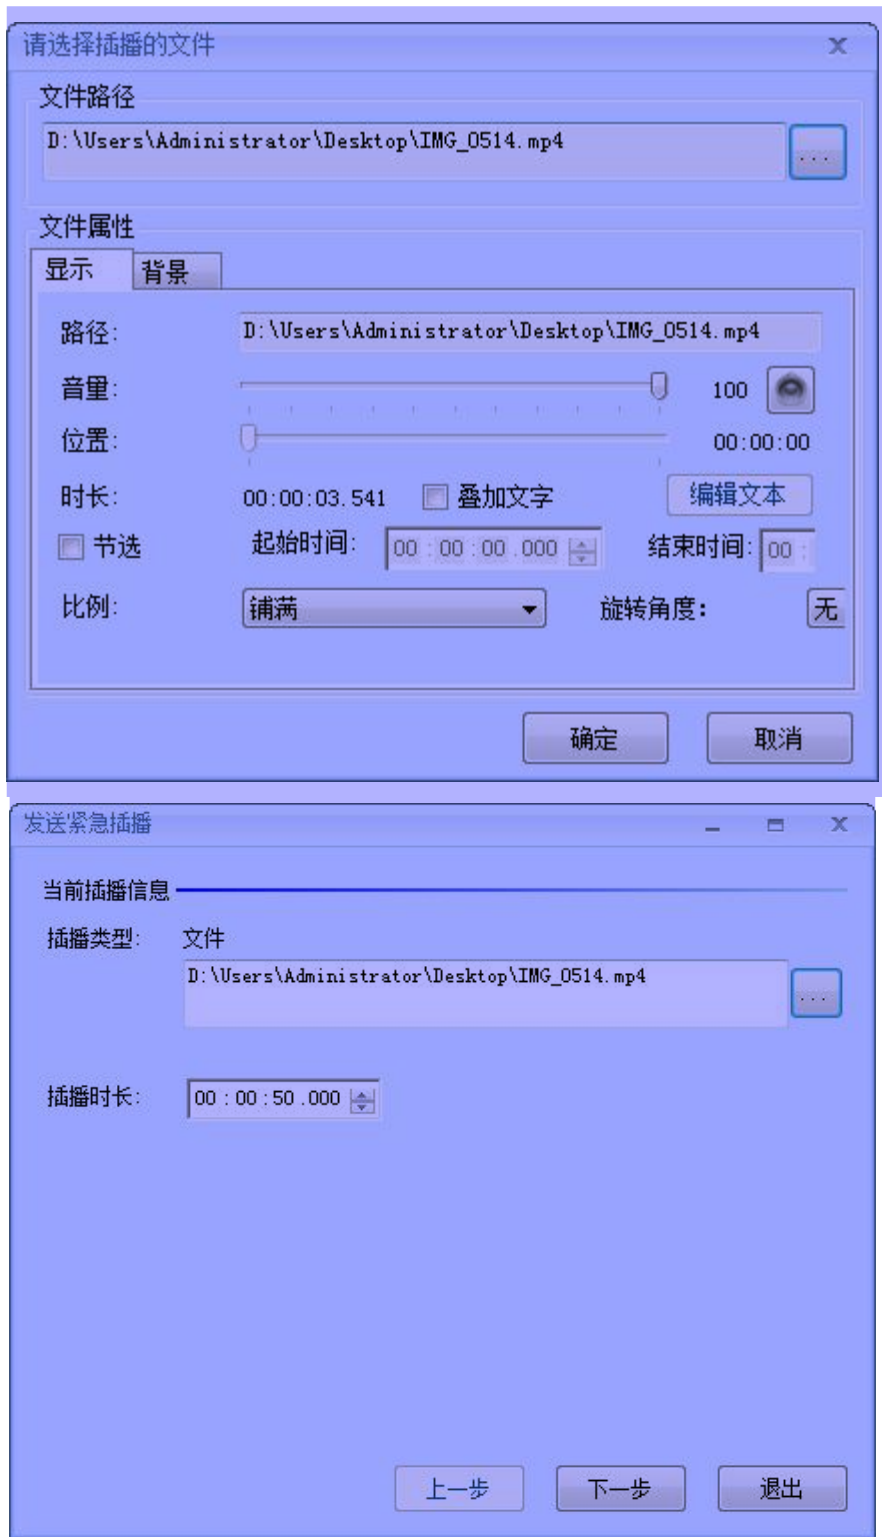 请选择插播的文件
文件路径
D:\Users\Administrator\Desktop\IMG_0514.mp4
...
文件属性
显示 背景
路径: D:\Users\Administrator\Desktop\IMG_0514.mp4
音量: 100
位置: 00:00:00
时长: 00:00:03.541 叠加文字 编辑文本
节选 起始时间: 00:00:00.000 结束时间: 00:
比例: 铺满 旋转角度: 无
确定 取消
发送紧急插播
当前插播信息
插播类型: 文件
D:\Users\Administrator\Desktop\IMG_0514.mp4
...
插播时长: 00:00:50.000
上一步 下一步 退出